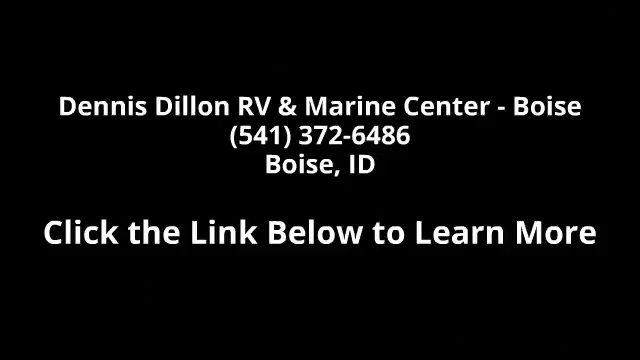 Dennis Dillon RV & Marine Center - Boise
(541) 372-6486
Boise, ID
Click the Link Below to Learn More